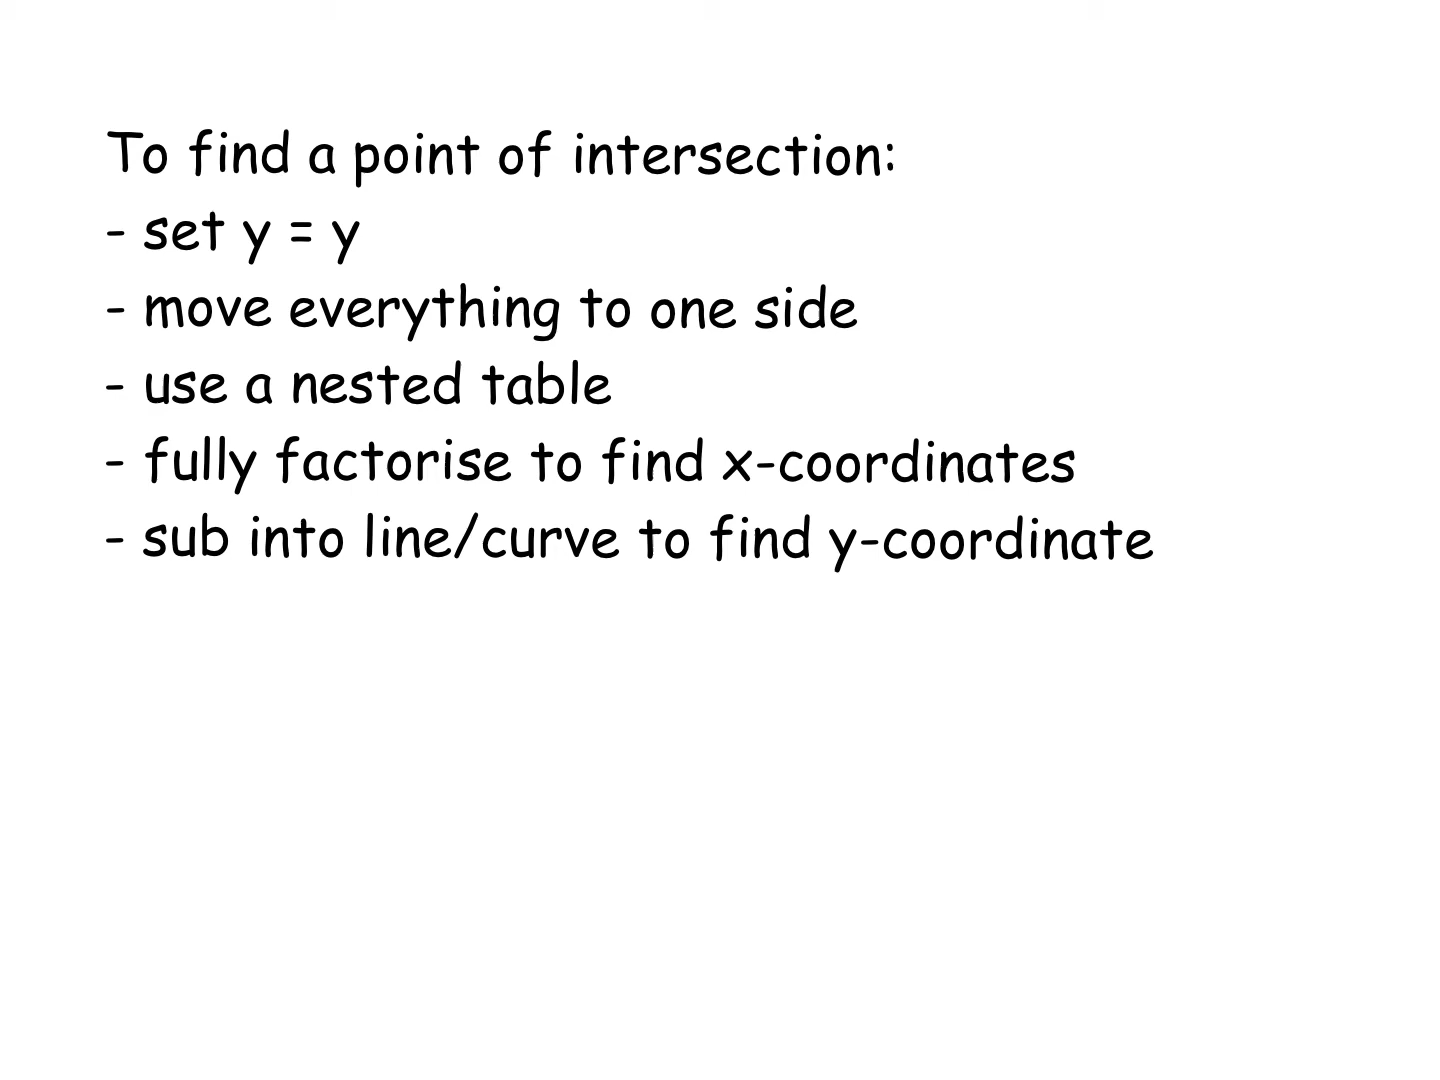 To find a point of intersection:
- set y = y
- move everything to one side
- use a nested table
- fully factorise to find x-coordinates
- sub into line/curve to find y-coordinate